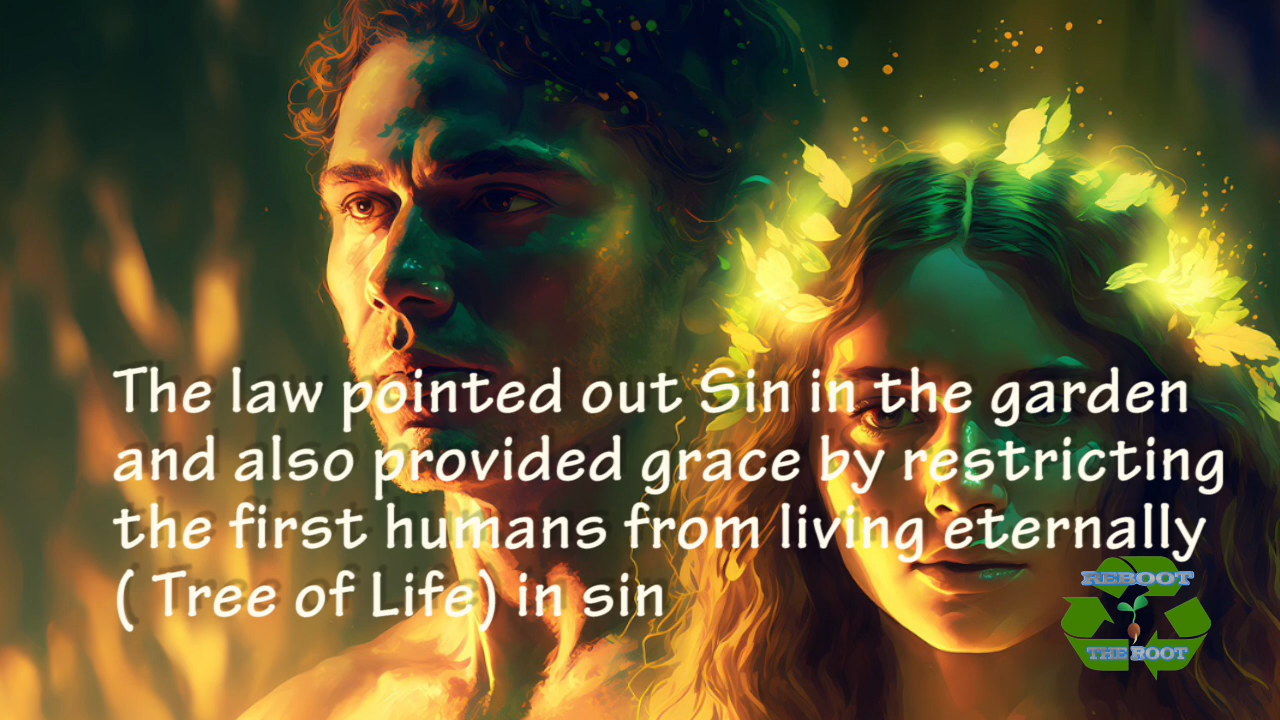 The law pointed out Sin in the garden
and also provided grace by restricting
the first humans from living eternally
( Tree of Life) in sin
REBOOT
THE ROOT